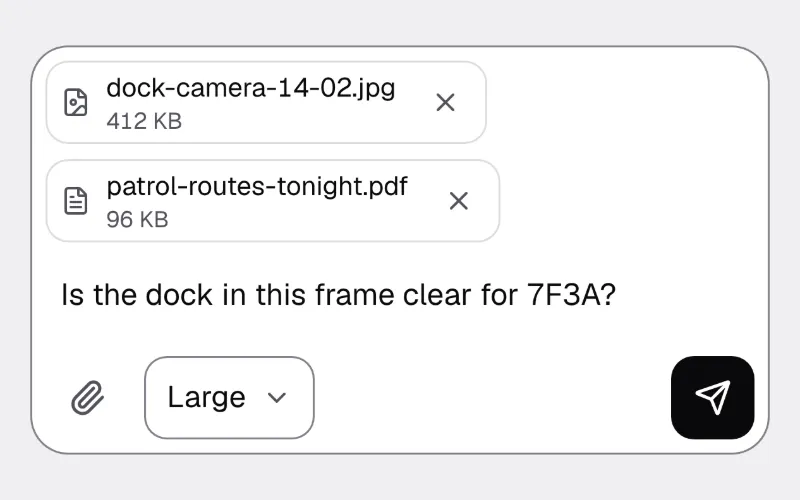 dock-camera-14-02.jpg
412 KB
patrol-routes-tonight.pdf
96 KB
Is the dock in this frame clear for 7F3A?
Large